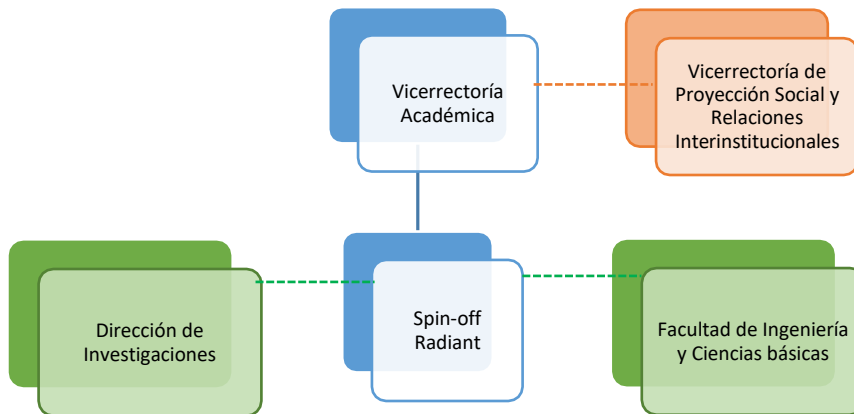 Vicerrectoría
Académica
Vicerrectoría de
Proyección Social y
Relaciones
Interinstitucionales
Dirección de
Investigaciones
Spin-off
Radiant
Facultad de Ingeniería
y Ciencias básicas